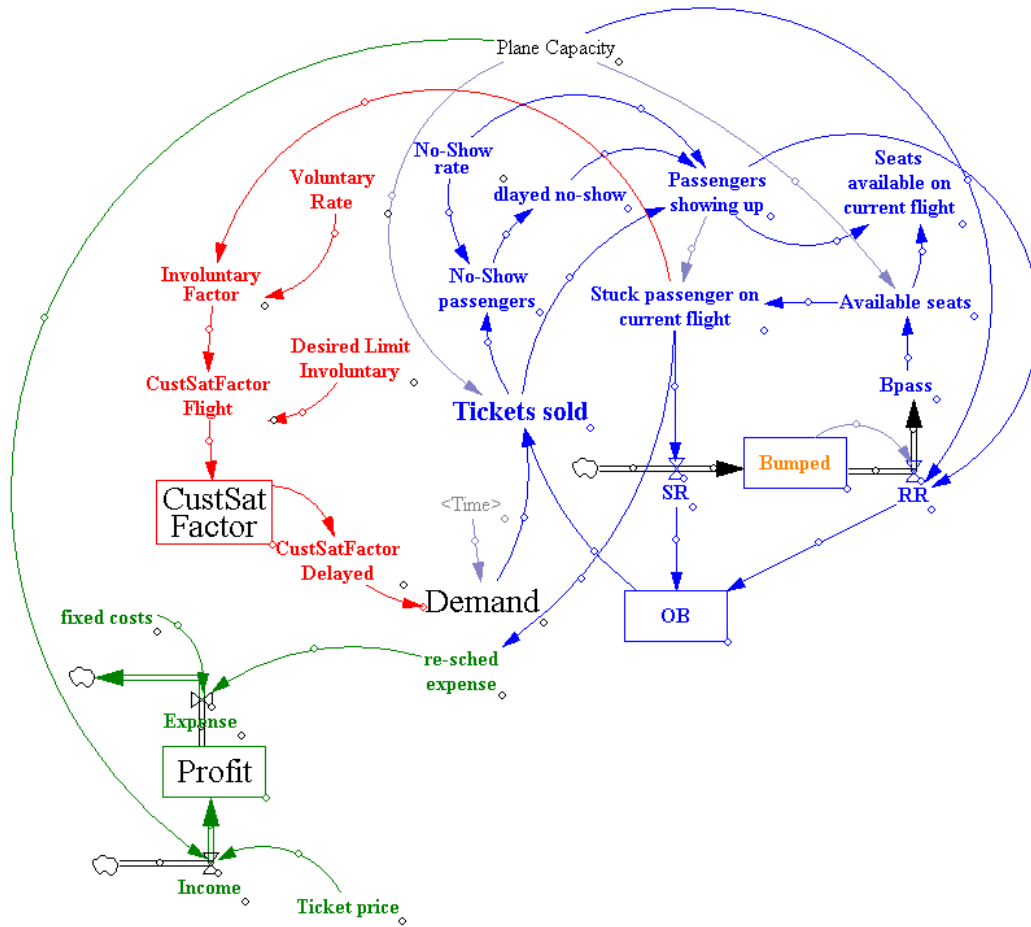 Plane Capacity
No-Show
rate
Voluntary
Rate
dlayed no-show
Passengers
showing up
Seats
available on
current flight
Involuntary
Factor
No-Show
passengers
Stuck passenger on
current flight
Available seats
Desired Limit
Involuntary
CustSatFactor
Flight
Tickets sold
Bpass
Bumped
CustSat
Factor
SR
RR
<Time>
CustSatFactor
Delayed
Demand
OB
fixed costs
re-sched
expense
Expense
Profit
Income
Ticket price